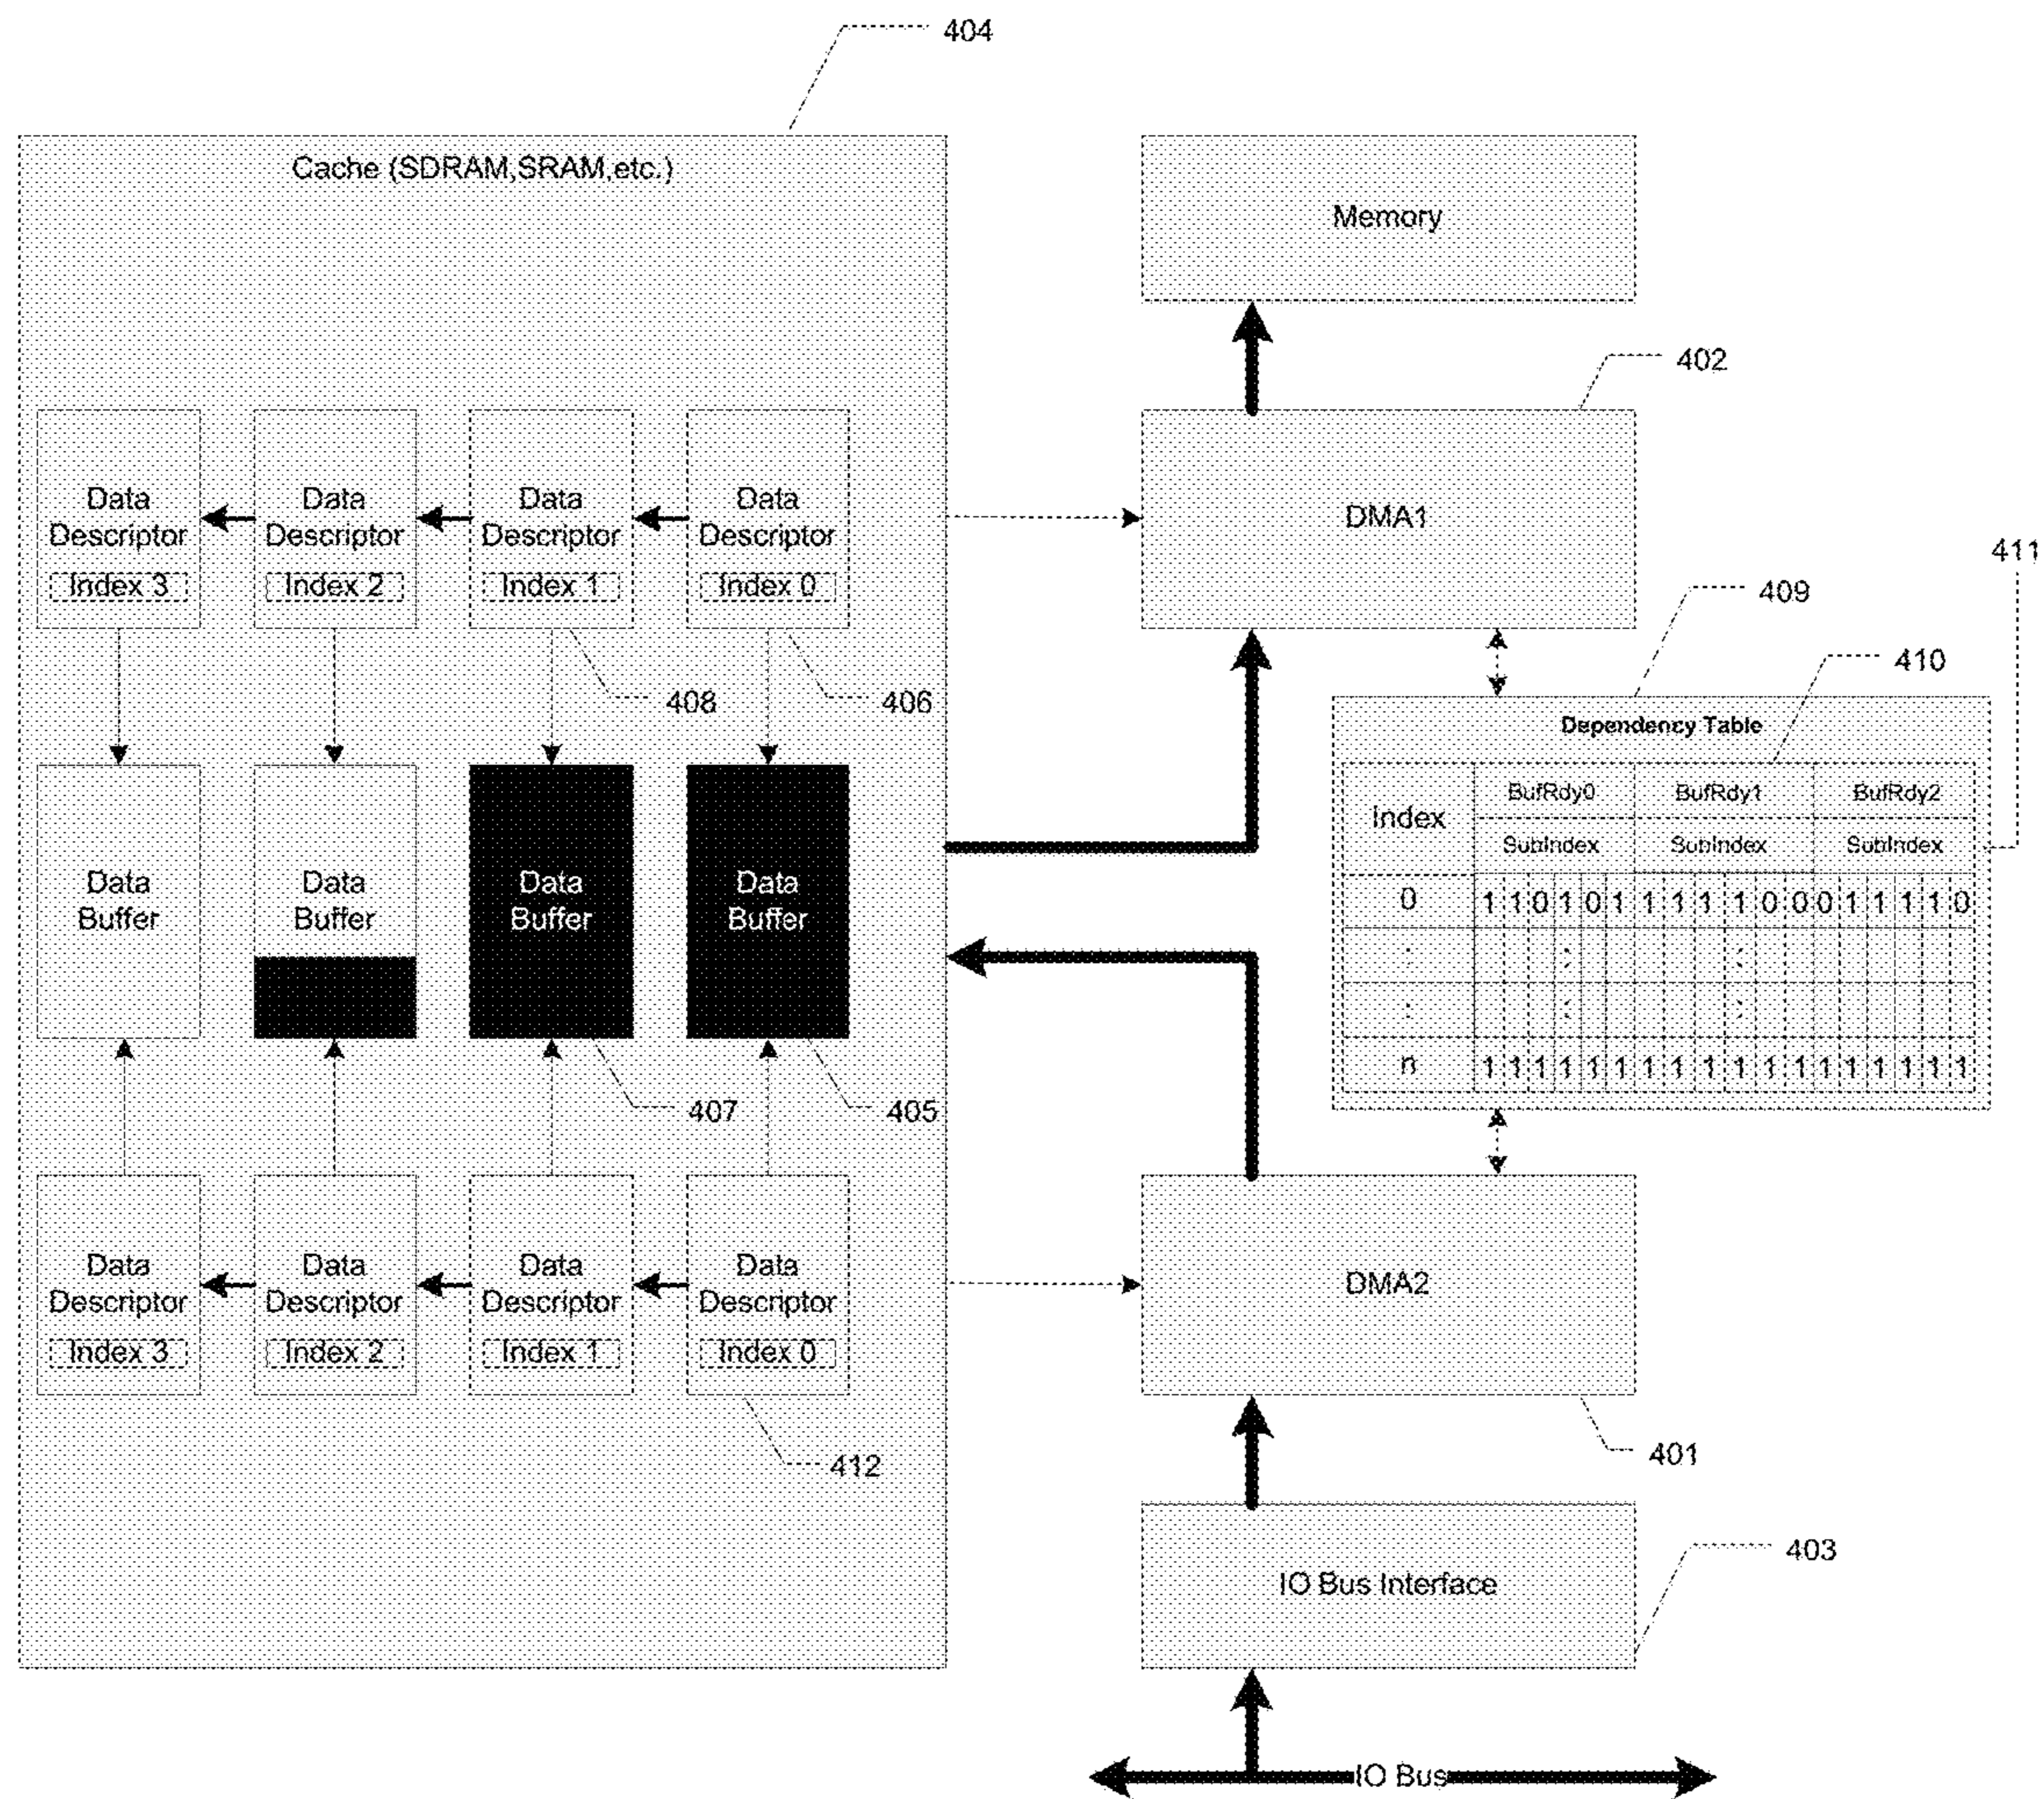 404
Cache (SDRAM,SRAM,etc.)
Memory
402
Data
Descriptor
Index 3
Data
Descriptor
Index 2
Data
Descriptor
Index 1
Data
Descriptor
Index 0
DMA1
411
409
410
408
406
Dependency Table
Index
BufRdy0
BufRdy1
BufRdy2
SubIndex
SubIndex
SubIndex
0 1 1 0 1 0 1 1 1 1 1 0 0 0 1 1 1 1 0
: : :
: : :
n 1 1 1 1 1 1 1 1 1 1 1 1 1 1 1 1 1 1
Data
Buffer
Data
Buffer
Data
Buffer
Data
Buffer
407
405
Data
Descriptor
Index 3
Data
Descriptor
Index 2
Data
Descriptor
Index 1
Data
Descriptor
Index 0
DMA2
412
401
IO Bus Interface
403
IO Bus